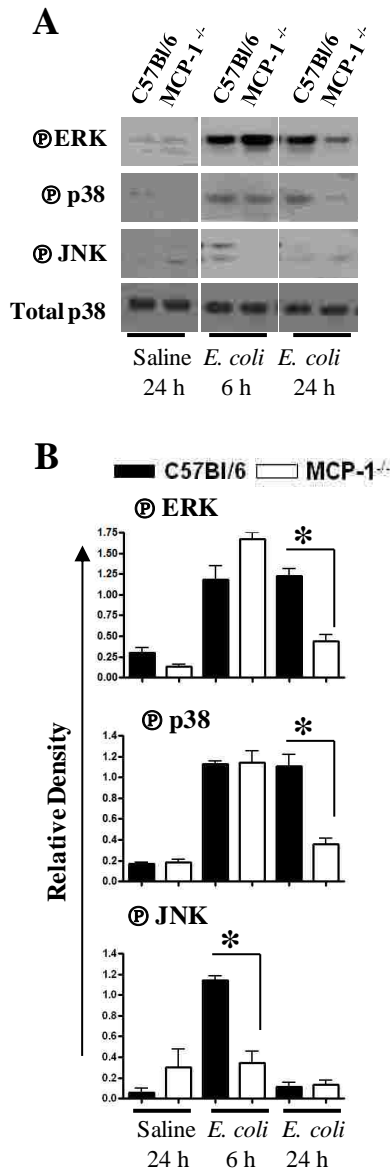 A
C57Bl/6 MCP-1 -/- C57Bl/6 MCP-1 -/- C57Bl/6 MCP-1 -/-
Ⓟ ERK
Ⓟ p38
Ⓟ JNK
Total p38
Saline E. coli E. coli
24 h 6 h 24 h
B
C57Bl/6 MCP-1-/-
Ⓟ ERK
1.75
1.50
1.25
1.00
0.75
0.50
0.25
0.00
*
Ⓟ p38
1.4
1.2
1.0
0.8
0.6
0.4
0.2
0.0
*
Ⓟ JNK
1.4
1.2
1.0
0.8
0.6
0.4
0.2
0.0
*
Relative Density
Saline E. coli E. coli
24 h 6 h 24 h